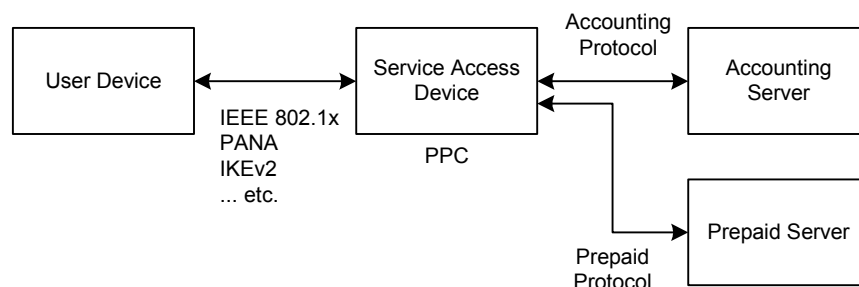 Accounting
Protocol
User Device
Service Access
Device
Accounting
Server
IEEE 802.1x
PANA
IKEv2
... etc.
PPC
Prepaid Server
Prepaid
Protocol